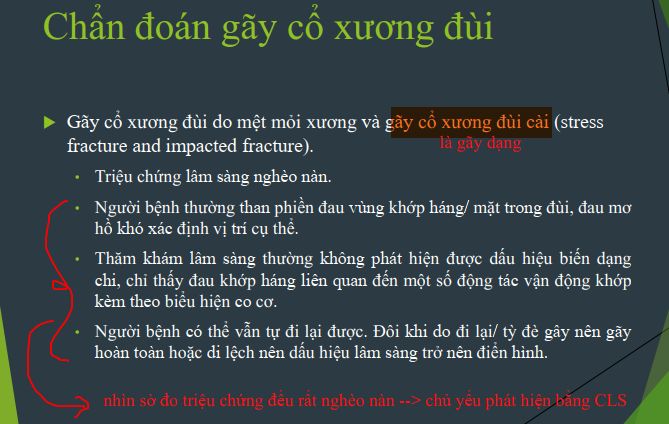 Chẩn đoán gãy cổ xương đùi
Gãy cổ xương đùi do mệt mỏi xương và gãy cổ xương đùi cài (stress
fracture and impacted fracture).
là gãy dạng
Triệu chứng lâm sàng nghèo nàn.
Người bệnh thường than phiền đau vùng khớp háng/ mặt trong đùi, đau mơ
hồ khó xác định vị trí cụ thể.
Thăm khám lâm sàng thường không phát hiện được dấu hiệu biến dạng
chi, chỉ thấy đau khớp háng liên quan đến một số động tác vận động khớp
kèm theo biểu hiện co cơ.
Người bệnh có thể vẫn tự đi lại được. Đôi khi do đi lại/ tỳ đè gây nên gãy
hoàn toàn hoặc di lệch nên dấu hiệu lâm sàng trở nên điển hình.
nhìn sờ đo triệu chứng đều rất nghèo nàn --> chủ yếu phát hiện bằng CLS